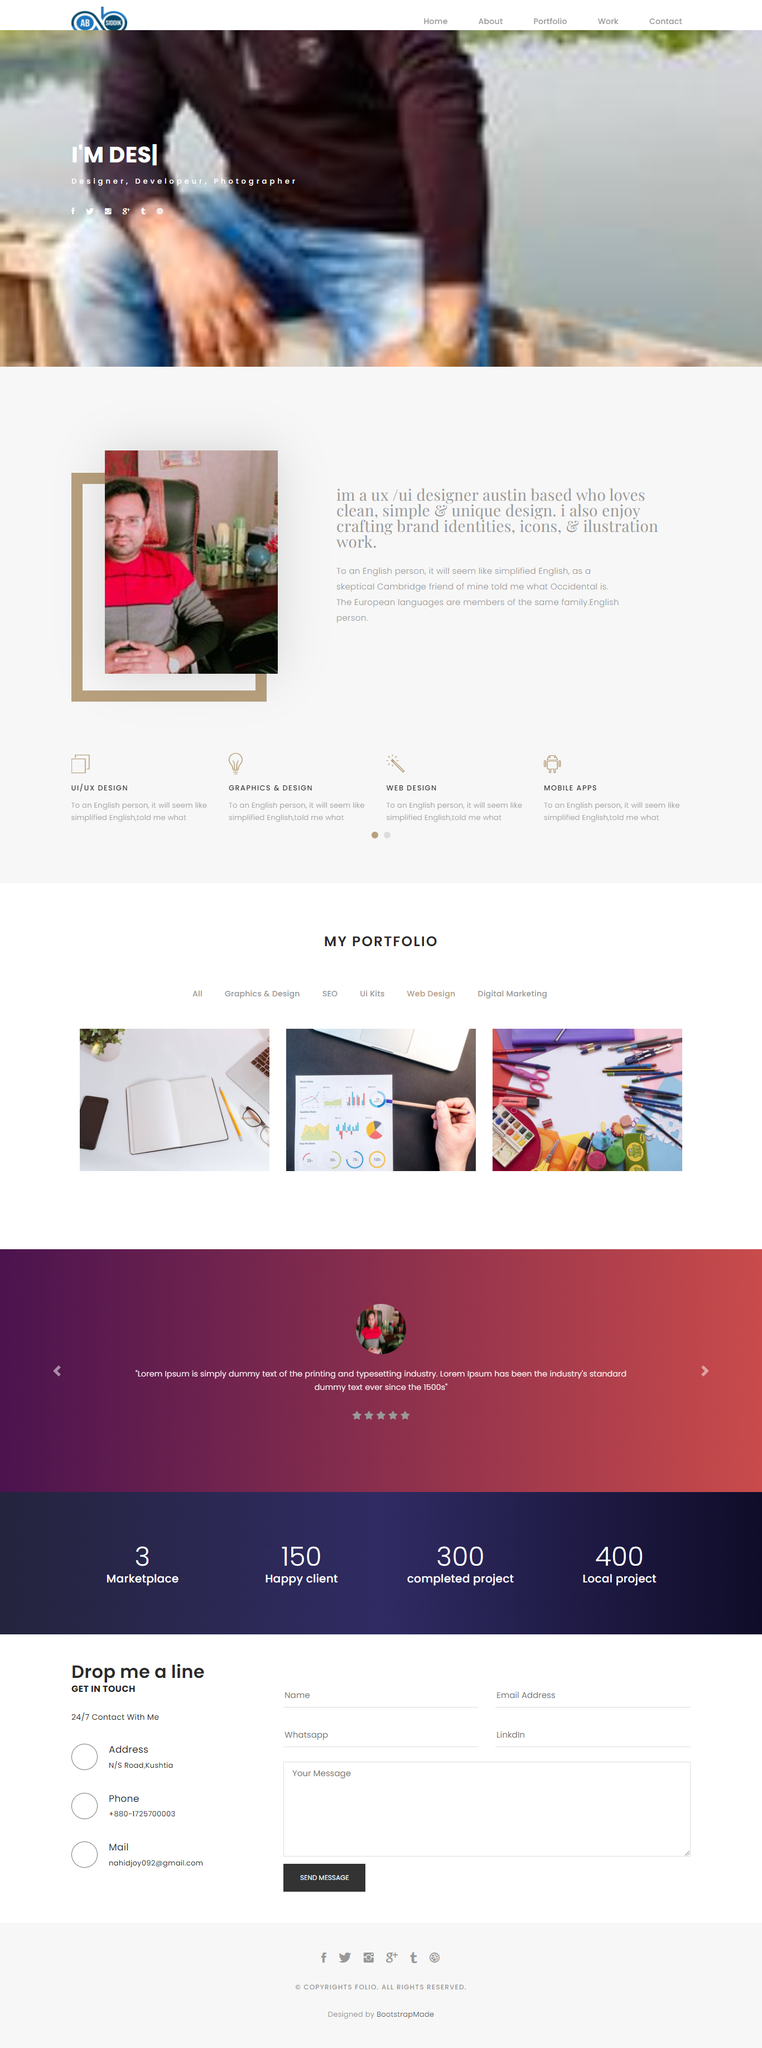 AB
SIDDIK
Home About Portfolio Work Contact
I'M DES|
Designer, Developeur, Photographer
im a ux /ui designer austin based who loves
clean, simple & unique design. i also enjoy
crafting brand identities, icons, & ilustration
work.
To an English person, it will seem like simplified English, as a
skeptical Cambridge friend of mine told me what Occidental is.
The European languages are members of the same family.English
person.
UI/UX DESIGN
To an English person, it will seem like
simplified English,told me what
GRAPHICS & DESIGN
To an English person, it will seem like
simplified English,told me what
WEB DESIGN
To an English person, it will seem like
simplified English,told me what
MOBILE APPS
To an English person, it will seem like
simplified English,told me what
MY PORTFOLIO
All Graphics & Design SEO Ui Kits Web Design Digital Marketing
"Lorem Ipsum is simply dummy text of the printing and typesetting industry. Lorem Ipsum has been the industry's standard
dummy text ever since the 1500s"
3
Marketplace
150
Happy client
300
completed project
400
Local project
Drop me a line
GET IN TOUCH
24/7 Contact With Me
Address
N/S Road,Kushtia
Phone
+880-1725700003
Mail
nahidjoy092@gmail.com
Name
Email Address
Whatsapp
LinkdIn
Your Message
SEND MESSAGE
© COPYRIGHTS FOLIO. ALL RIGHTS RESERVED.
Designed by BootstrapMade